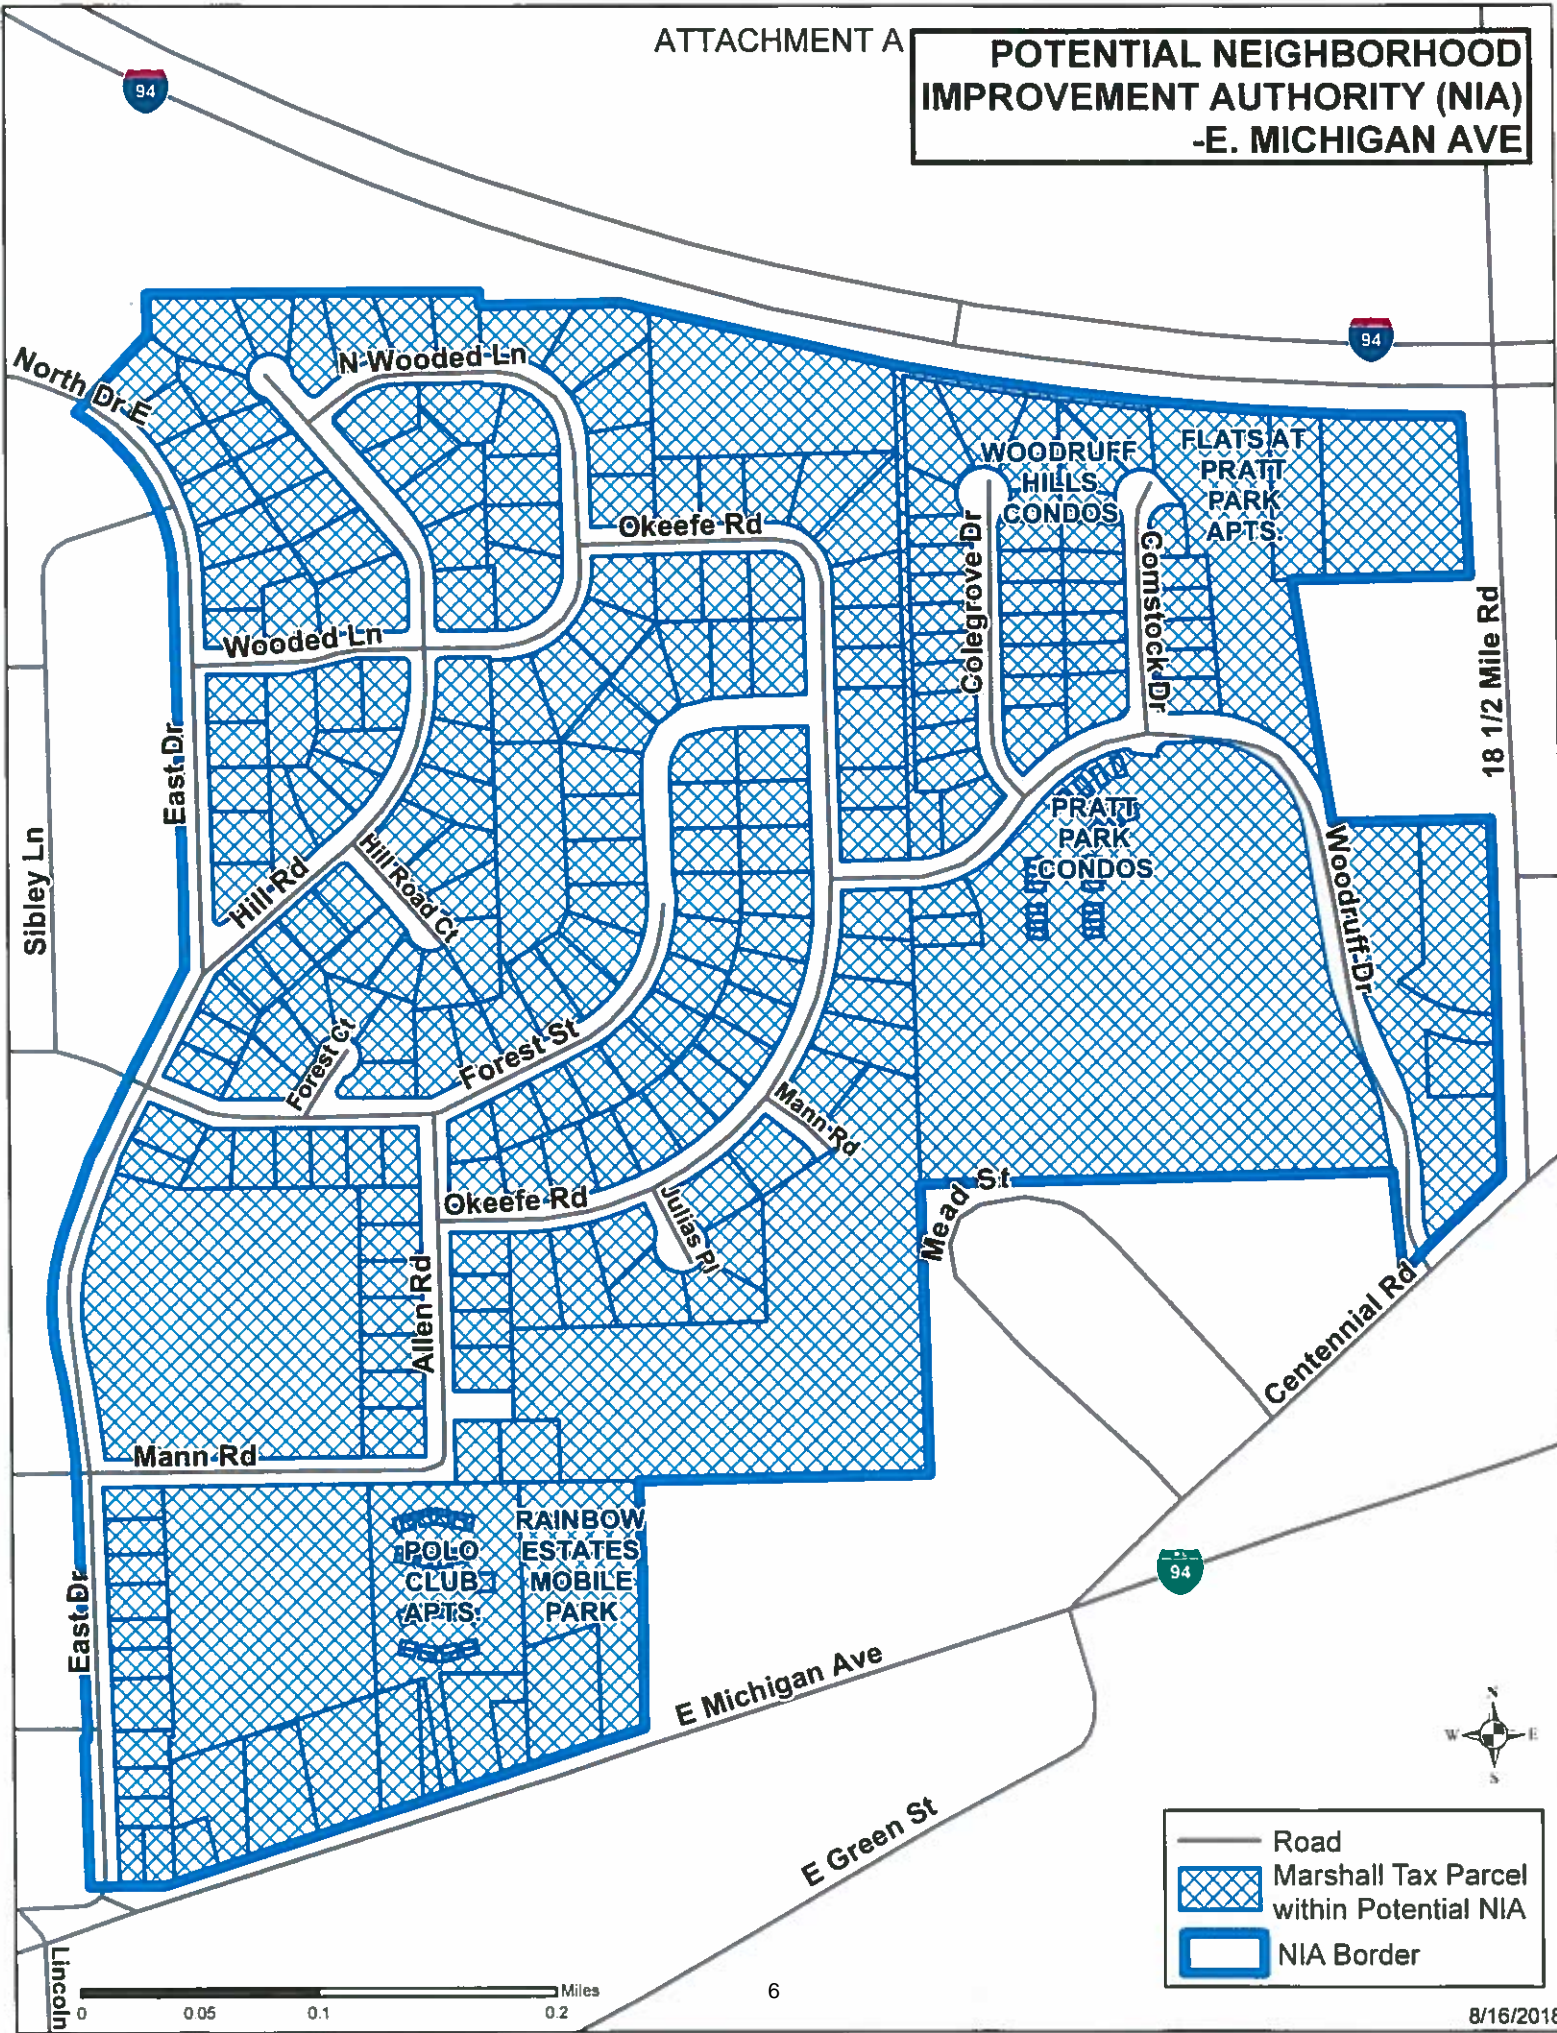 ATTACHMENT A
POTENTIAL NEIGHBORHOOD
IMPROVEMENT AUTHORITY (NIA)
-E. MICHIGAN AVE
94
94
North Dr E
N Wooded Ln
WOODRUFF
HILLS
CONDOS
FLATS AT
PRATT
PARK
APTS.
Okeefe Rd
Colegrove Dr
Comstock Dr
18 1/2 Mile Rd
Wooded Ln
East Dr
Sibley Ln
Hill Rd
Hill Road Ct
PRATT
PARK
CONDOS
Woodruff Dr
Forest Ct
Forest St
Mann Rd
Okeefe Rd
Julias Pl
Mead St
Allen Rd
Centennial Rd
Mann Rd
POLO
CLUB
APTS.
RAINBOW
ESTATES
MOBILE
PARK
94
East Dr
E Michigan Ave
E Green St
N
W
E
S
Road
Marshall Tax Parcel
within Potential NIA
NIA Border
Lincoln
Miles
0
0.05
0.1
0.2
6
8/16/2018